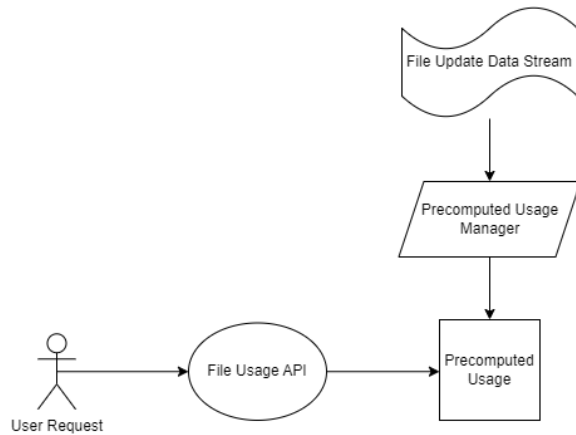 File Update Data Stream
Precomputed Usage
Manager
File Usage API
Precomputed
Usage
User Request